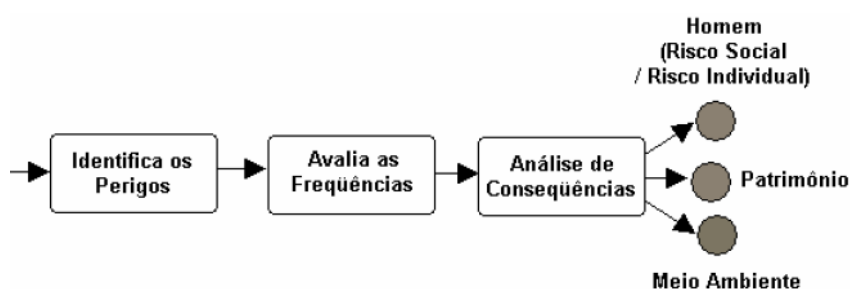 Homem
(Risco Social
/ Risco Individual)
Identifica os
Perigos
Avalia as
Freqüências
Análise de
Conseqüências
Patrimônio
Meio Ambiente